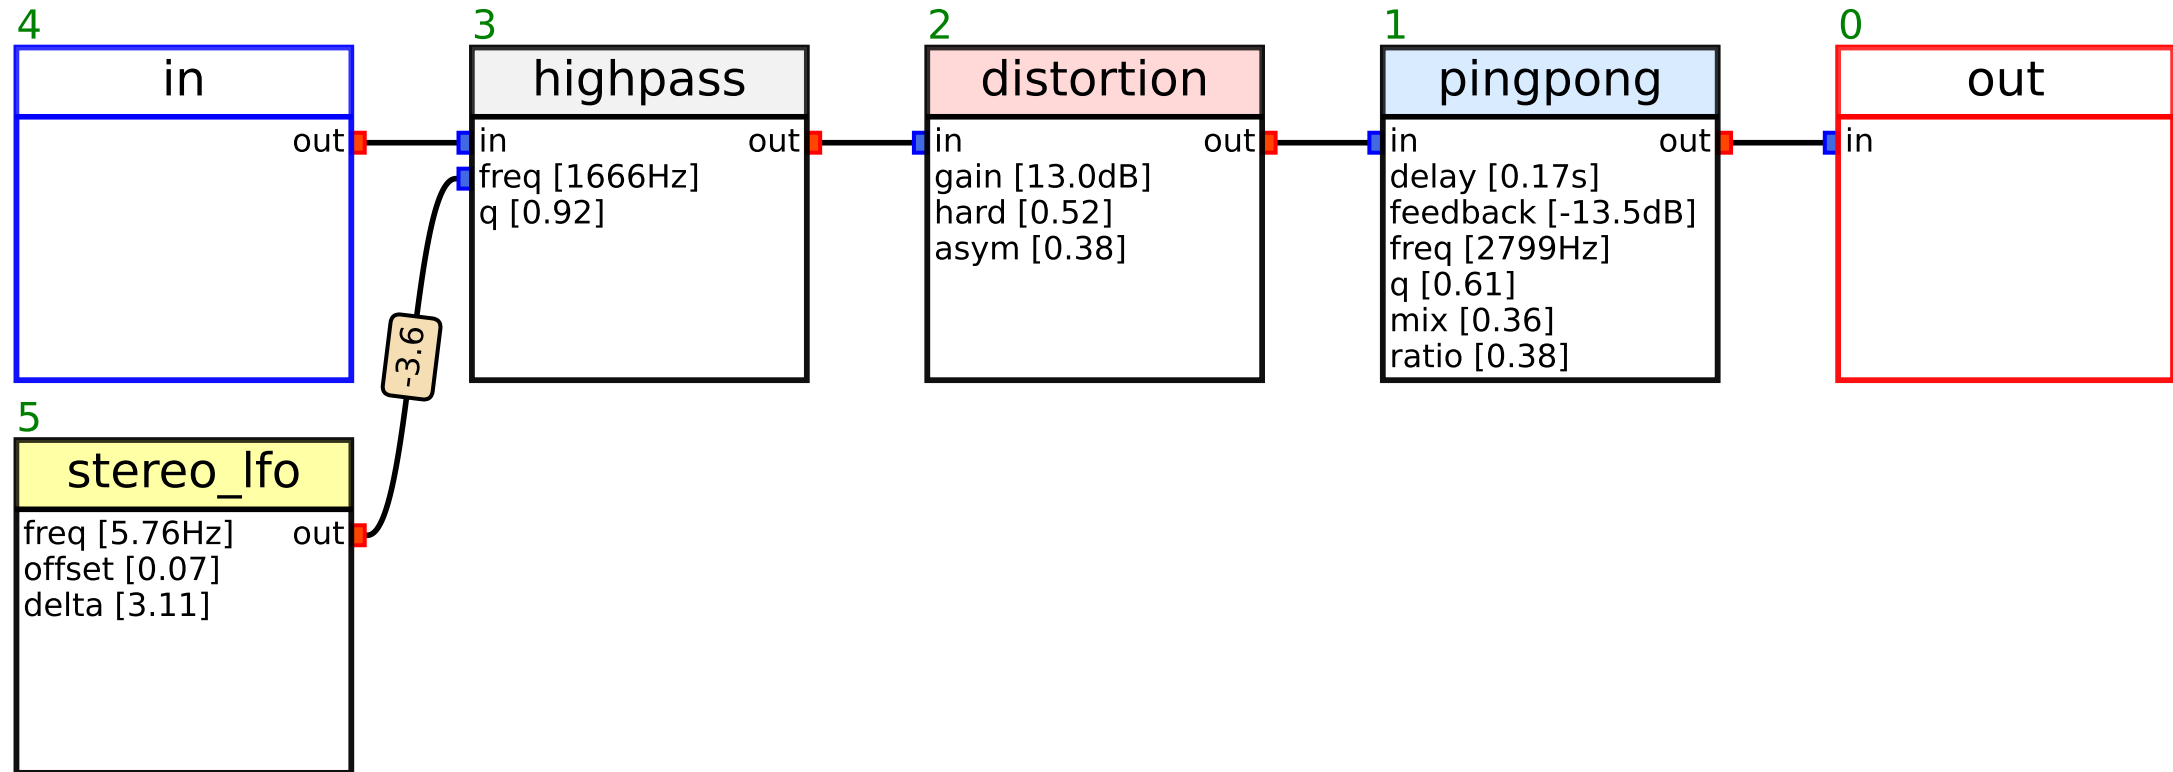 4
in
out
3
highpass
in out
freq [1666Hz]
q [0.92]
2
distortion
in out
gain [13.0dB]
hard [0.52]
asym [0.38]
1
pingpong
in out
delay [0.17s]
feedback [-13.5dB]
freq [2799Hz]
q [0.61]
mix [0.36]
ratio [0.38]
0
out
in
-3.6
5
stereo_lfo
freq [5.76Hz] out
offset [0.07]
delta [3.11]